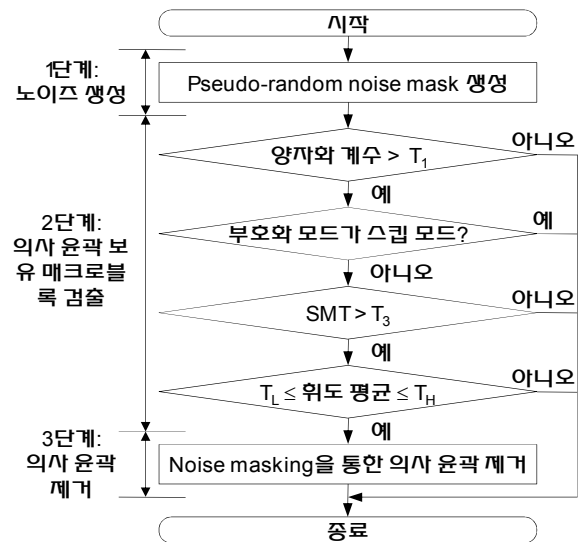 시작
1단계:
노이즈 생성
Pseudo-random noise mask 생성
양자화 계수 > T₁
아니오
예
2단계:
의사 윤곽 보
유 매크로블
록 검출
부호화 모드가 스킵 모드?
예
아니오
SMT > T₃
아니오
예
T_L ≤ 휘도 평균 ≤ T_H
아니오
예
3단계:
의사 윤곽
제거
Noise masking을 통한 의사 윤곽 제거
종료